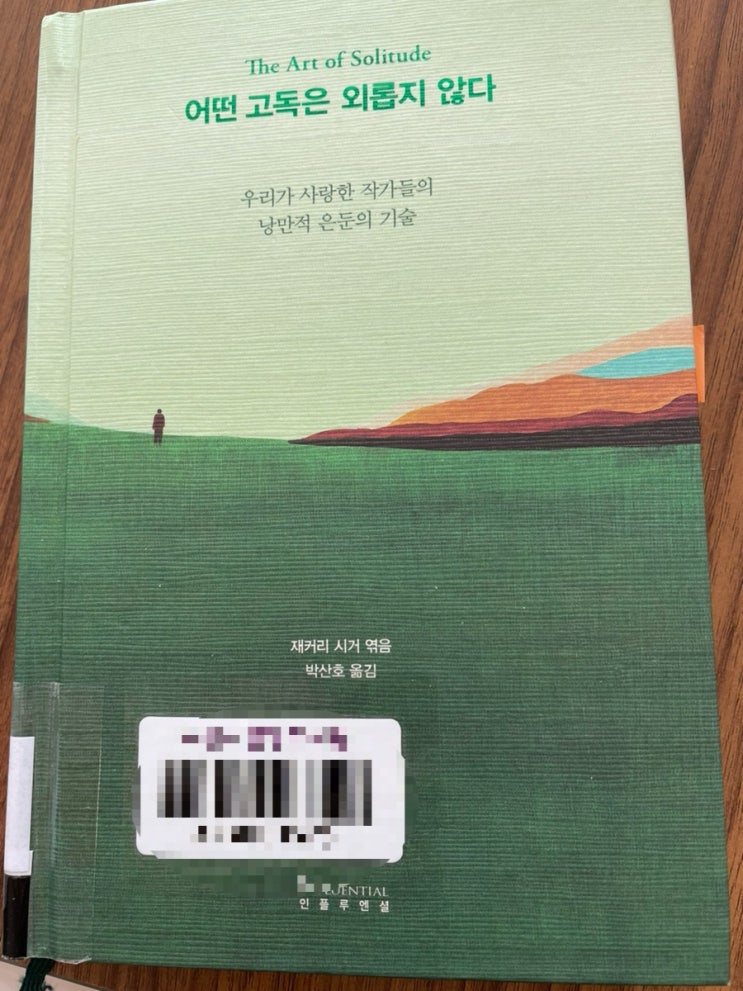 The Art of Solitude
어떤 고독은 외롭지 않다
우리가 사랑한 작가들의
낭만적 은둔의 기술
재커리 시거 엮음
박산호 옮김
인플루엔셜